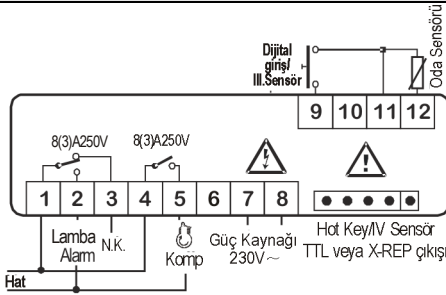 Dijital
giriş/
III.Sensör
Oda Sensörü
9 10 11 12
8(3)A250V 8(3)A250V
1 2 3 4 5 6 7 8
Lamba
Alarm
N.K.
Komp
Güç Kaynağı
230V~
Hot Key/IV Sensör
TTL veya X-REP çıkışı
Hat